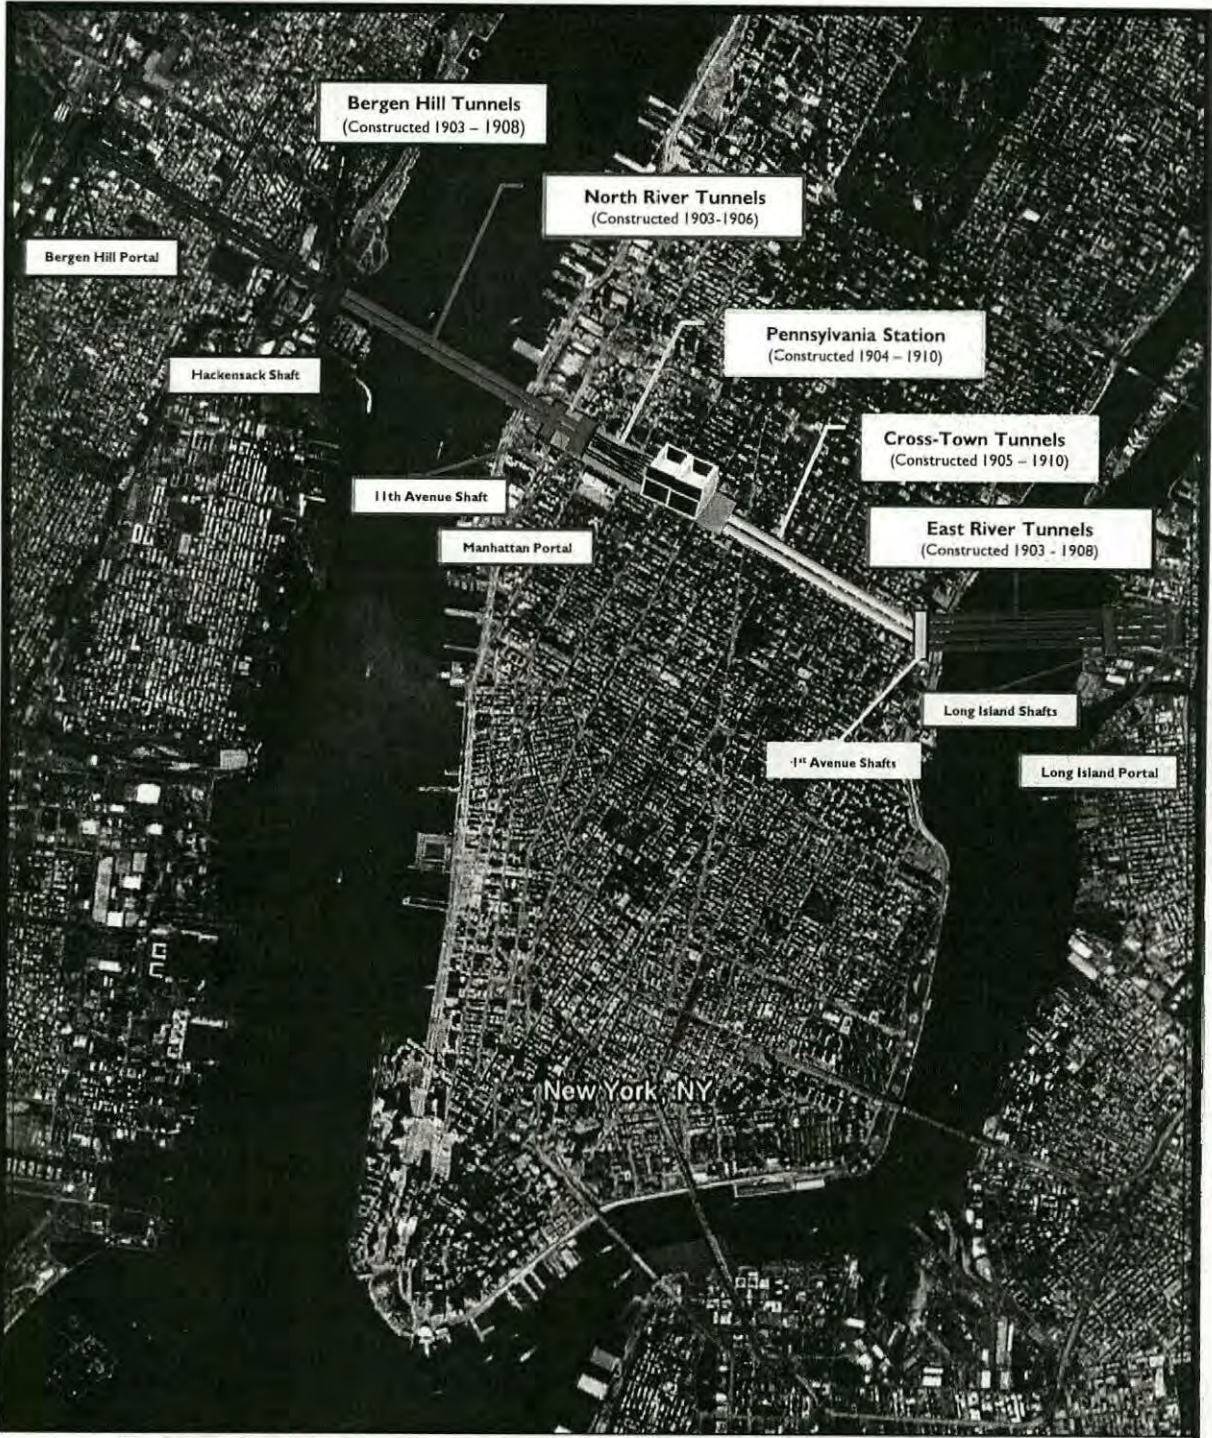 Bergen Hill Tunnels
(Constructed 1903 – 1908)
North River Tunnels
(Constructed 1903-1906)
Bergen Hill Portal
Pennsylvania Station
(Constructed 1904 – 1910)
Hackensack Shaft
Cross-Town Tunnels
(Constructed 1905 – 1910)
11th Avenue Shaft
East River Tunnels
(Constructed 1903 - 1908)
Manhattan Portal
Long Island Shafts
1st Avenue Shafts
Long Island Portal
New York, NY